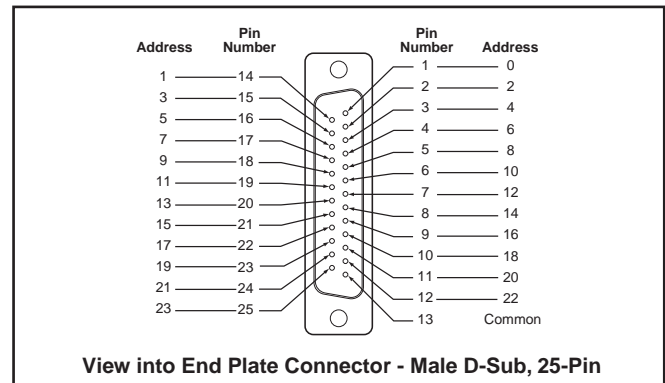 Address Pin Number Pin Number Address
1 14 1 0
3 15 2 2
5 16 3 4
7 17 4 6
9 18 5 8
11 19 6 10
13 20 7 12
15 21 8 14
17 22 9 16
19 23 10 18
21 24 11 20
23 25 12 22
13 Common
View into End Plate Connector - Male D-Sub, 25-Pin